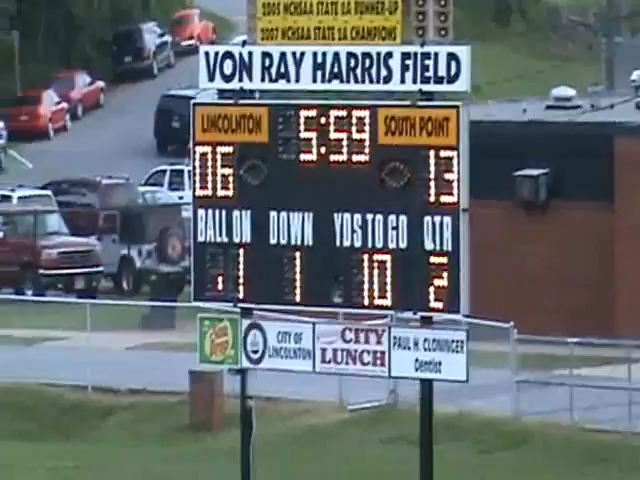 2005 NCHSAA STATE 2A RUNNER-UP
2007 NCHSAA STATE 2A CHAMPIONS
VON RAY HARRIS FIELD
LINCOLNTON 5:59 SOUTH POINT
06 13
BALL ON DOWN YDS TO GO QTR
1 1 10 2
CITY OF LINCOLNTON
CITY LUNCH
PAUL H. CLONINGER
Dentist